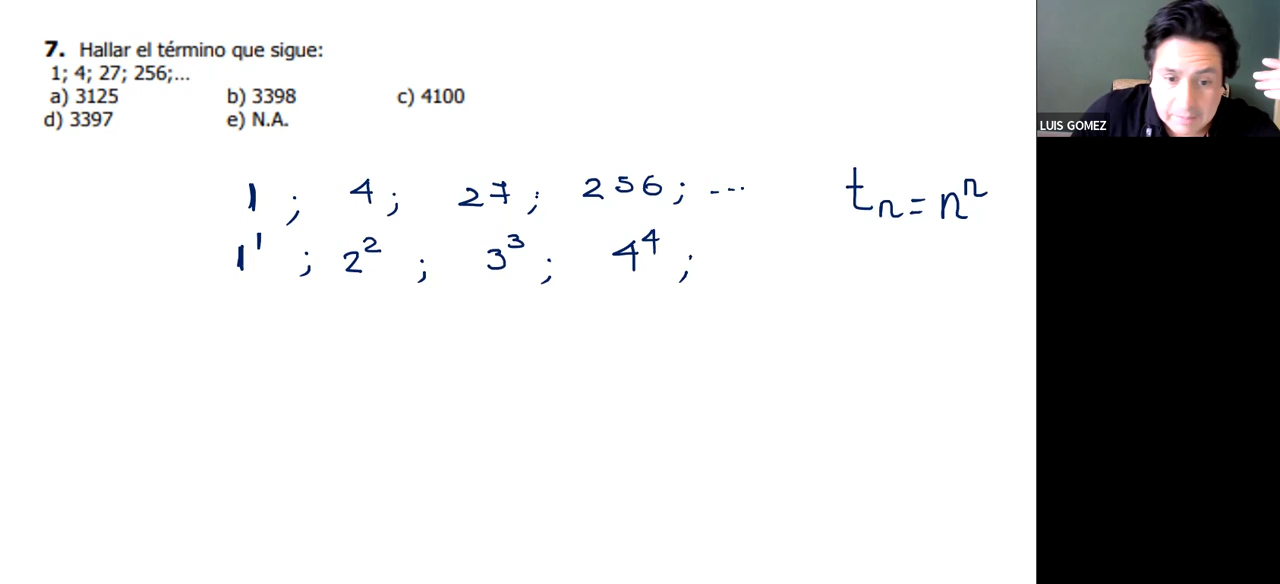 7. Hallar el término que sigue:
1; 4; 27; 256;...
a) 3125 b) 3398 c) 4100
d) 3397 e) N.A.
LUIS GOMEZ
1 ; 4 ; 27 ; 256 ; ... tₙ = nⁿ
1¹ ; 2² ; 3³ ; 4⁴ ;